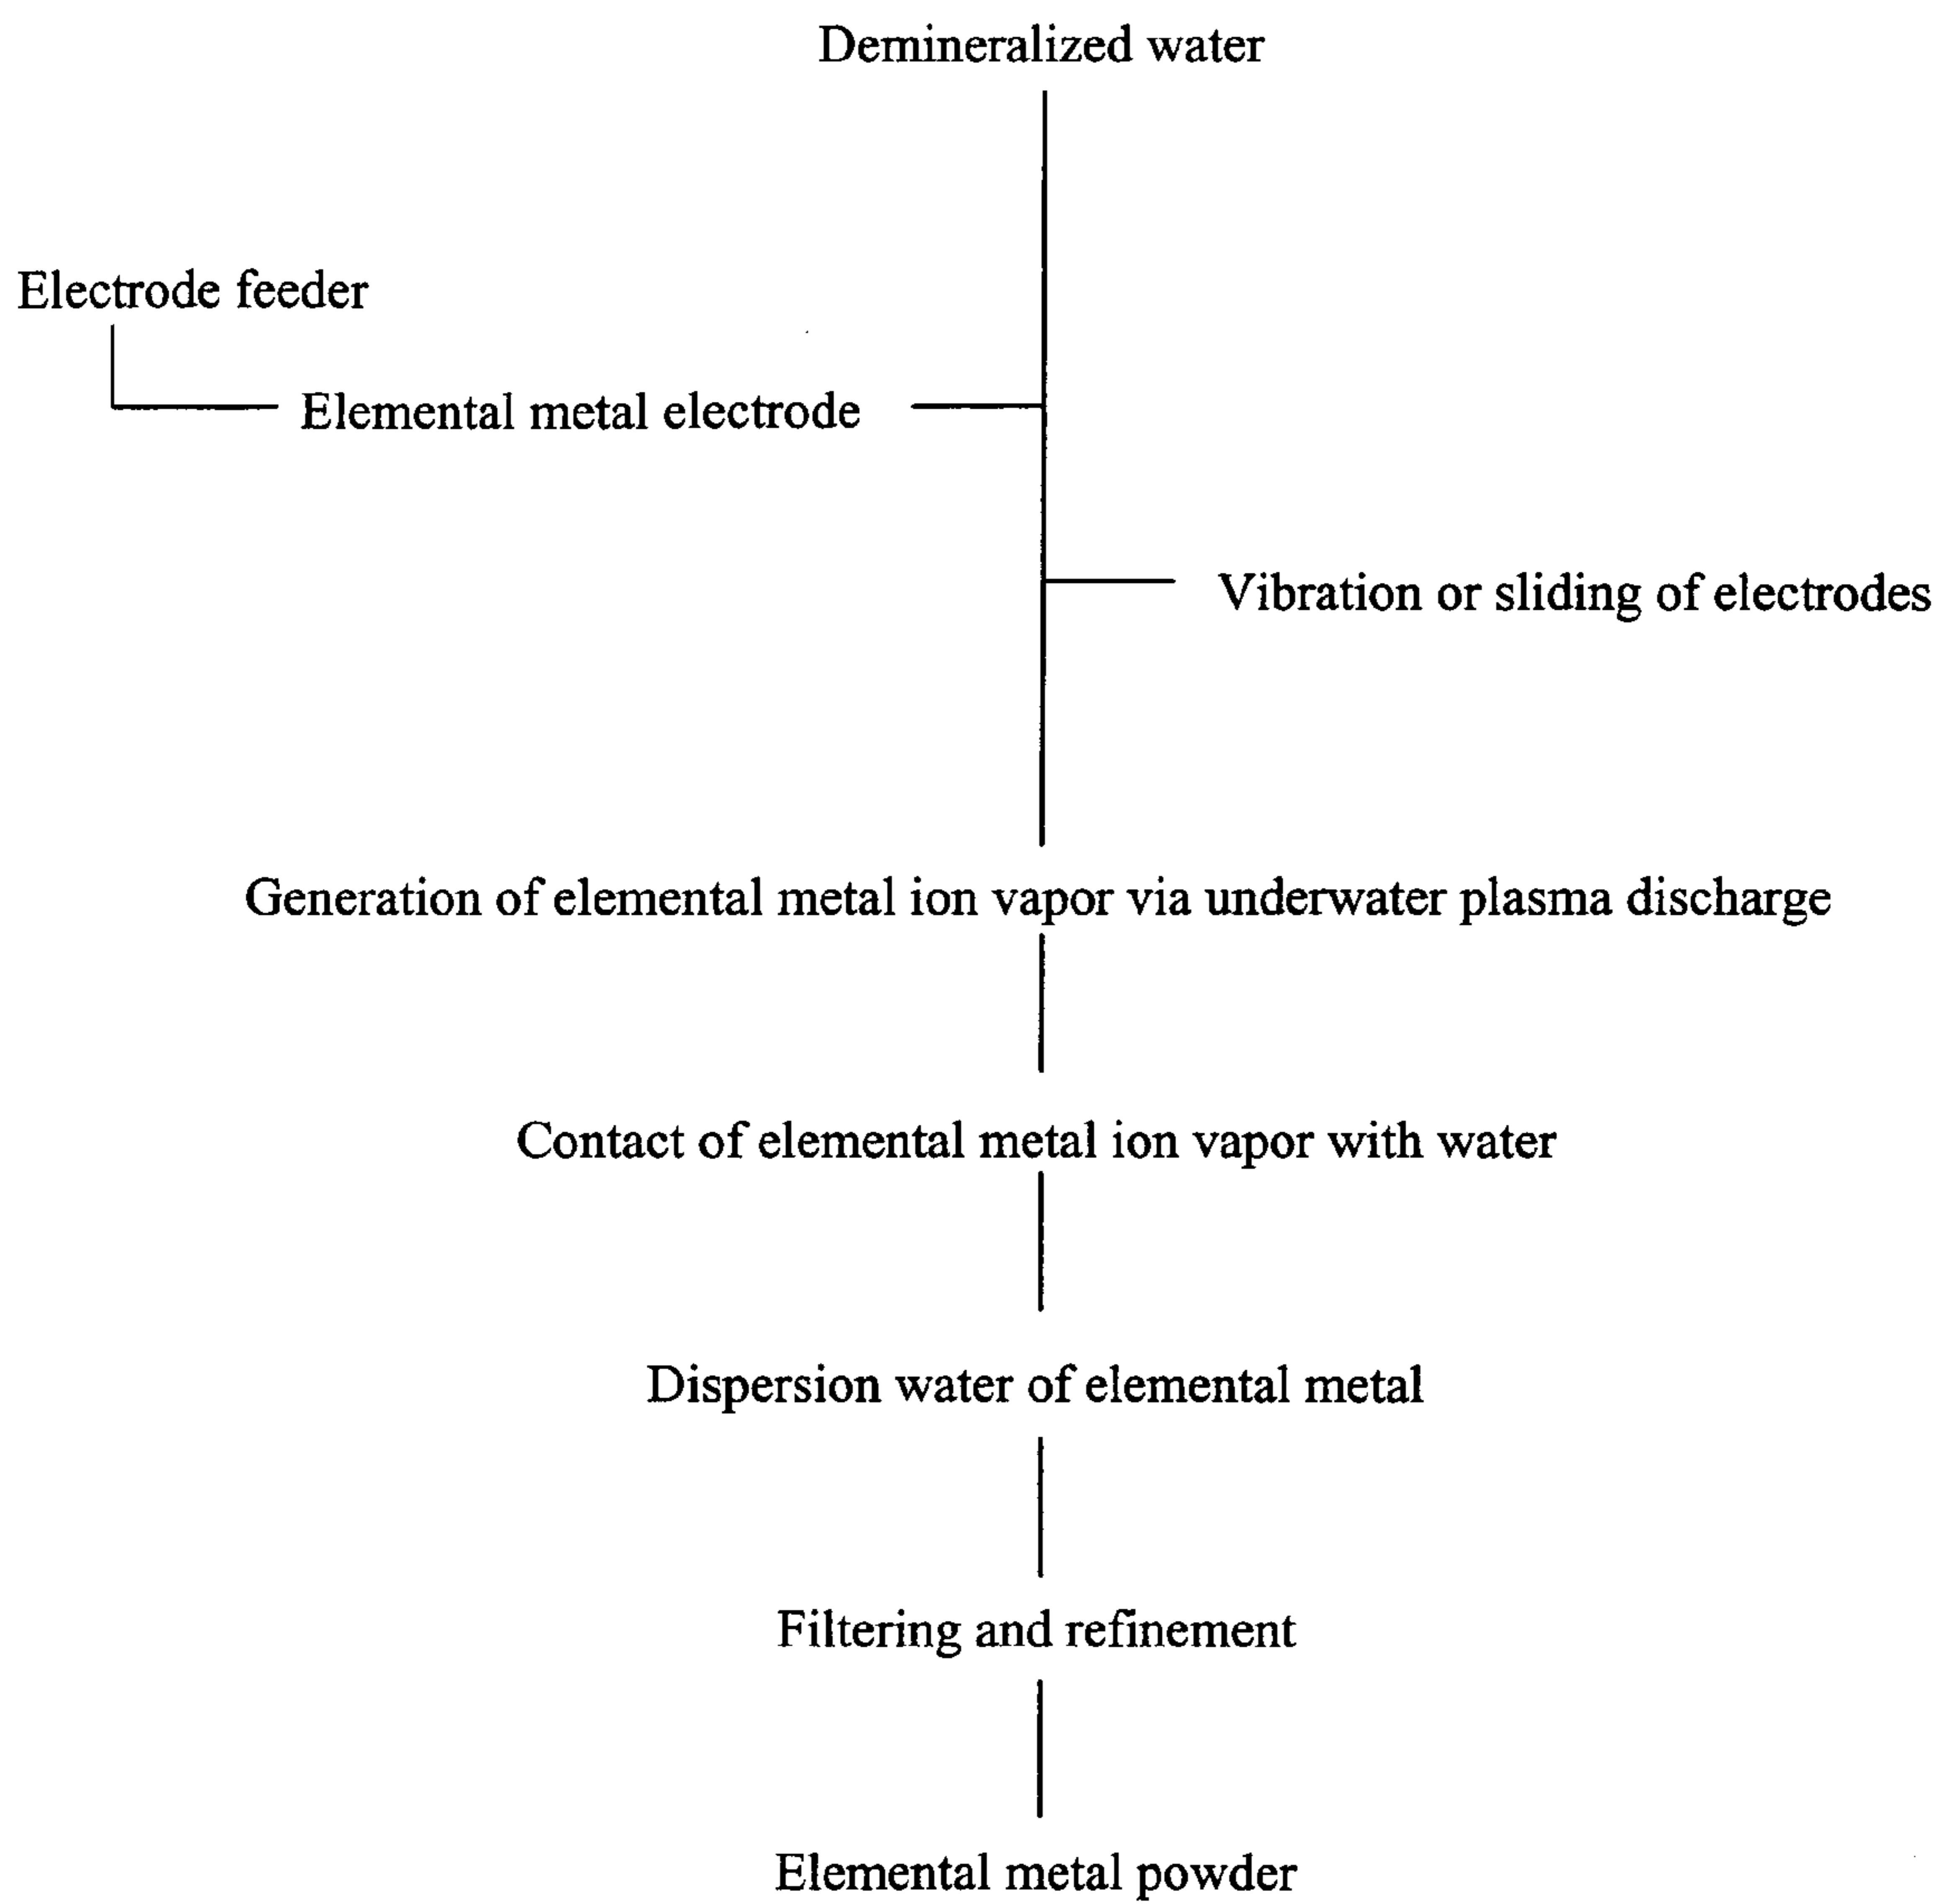 Demineralized water
Electrode feeder
Elemental metal electrode
Vibration or sliding of electrodes
Generation of elemental metal ion vapor via underwater plasma discharge
Contact of elemental metal ion vapor with water
Dispersion water of elemental metal
Filtering and refinement
Elemental metal powder